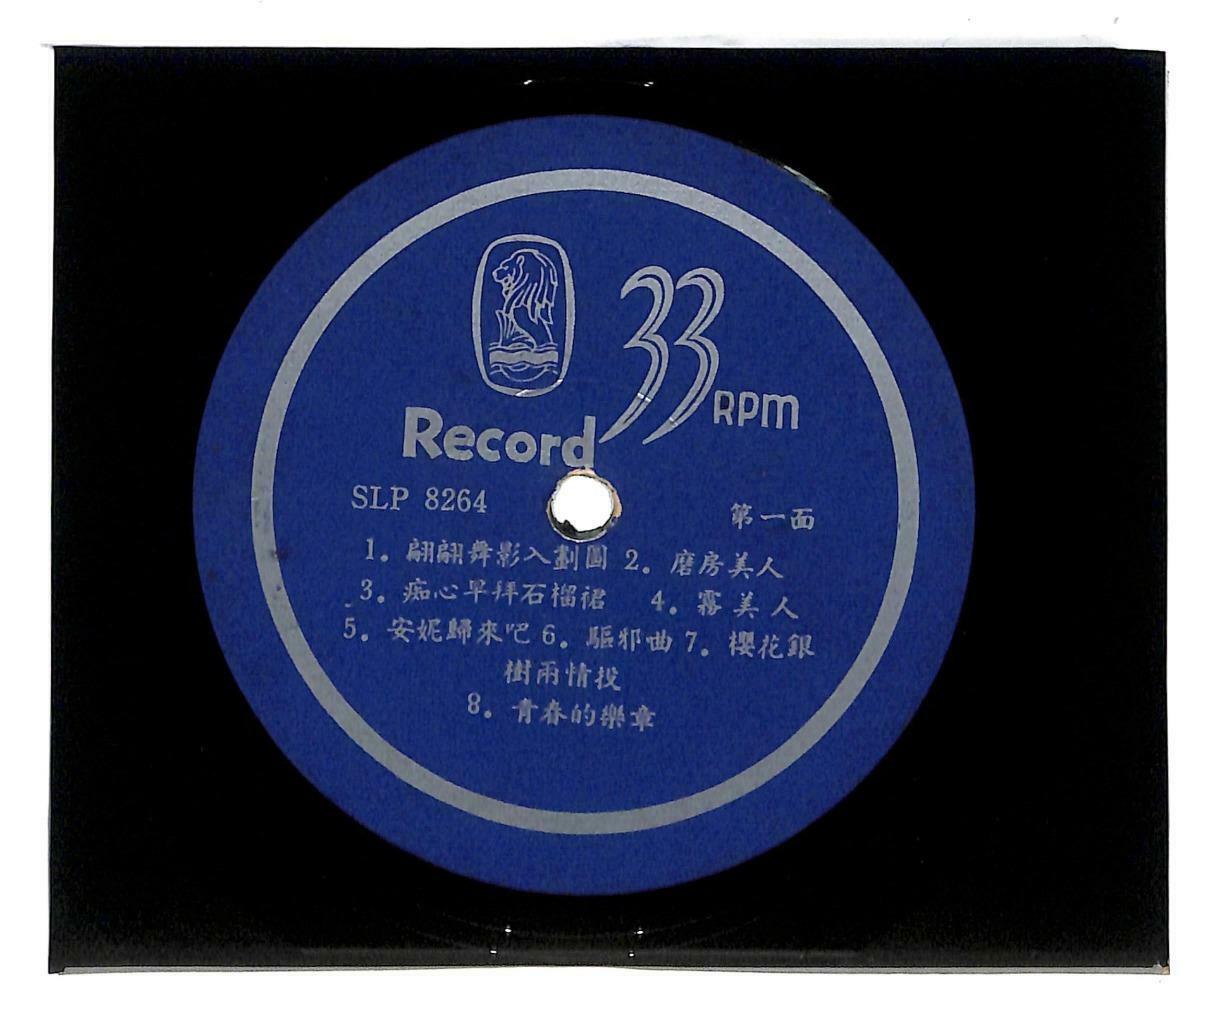 33 RPM
Record
SLP 8264
第一面
1. 翩翩舞影入劃圓 2. 磨房美人
3. 痴心早拜石榴裙 4. 霧美人
5. 安妮歸來吧 6. 驅邪曲 7. 櫻花銀
樹兩情投
8. 青春的樂章